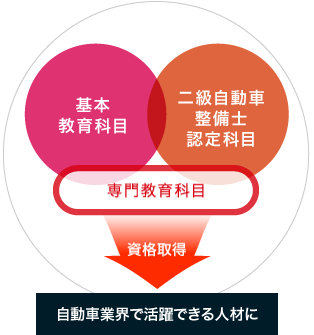 基本
教育科目
二級自動車
整備士
認定科目
専門教育科目
資格取得
自動車業界で活躍できる人材に